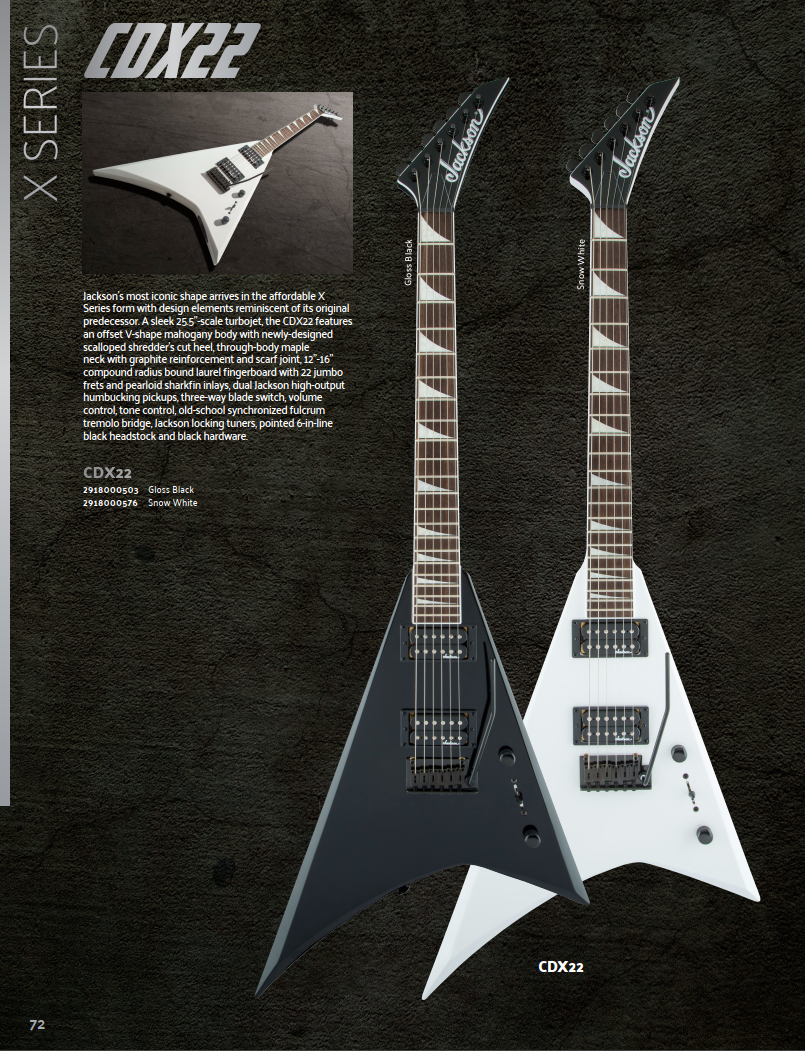 X SERIES
CDX22
Jackson's most iconic shape arrives in the affordable X
Series form with design elements reminiscent of its original
predecessor. A sleek 25.5"-scale turbojet, the CDX22 features
an offset V-shape mahogany body with newly-designed
scalloped shredder's cut heel, through-body maple
neck with graphite reinforcement and scarf joint, 12"-16"
compound radius bound laurel fingerboard with 22 jumbo
frets and pearloid sharkfin inlays, dual Jackson high-output
humbucking pickups, three-way blade switch, volume
control, tone control, old-school synchronized fulcrum
tremolo bridge, Jackson locking tuners, pointed 6-in-line
black headstock and black hardware.
CDX22
2918000503 Gloss Black
2918000576 Snow White
Gloss Black
Snow White
Jackson
Jackson
Jackson
Jackson
Jackson
Jackson
CDX22
72